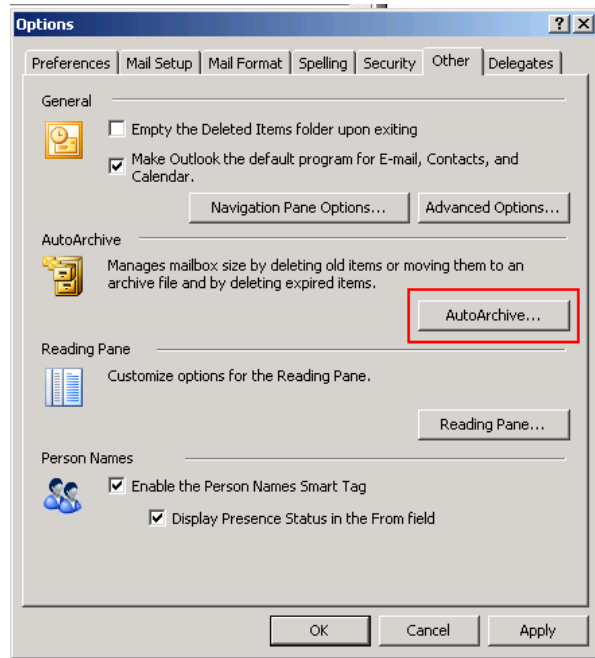 Options
Preferences Mail Setup Mail Format Spelling Security Other Delegates
General
Empty the Deleted Items folder upon exiting
Make Outlook the default program for E-mail, Contacts, and
Calendar.
Navigation Pane Options... Advanced Options...
AutoArchive
Manages mailbox size by deleting old items or moving them to an
archive file and by deleting expired items.
AutoArchive...
Reading Pane
Customize options for the Reading Pane.
Reading Pane...
Person Names
Enable the Person Names Smart Tag
Display Presence Status in the From field
OK Cancel Apply